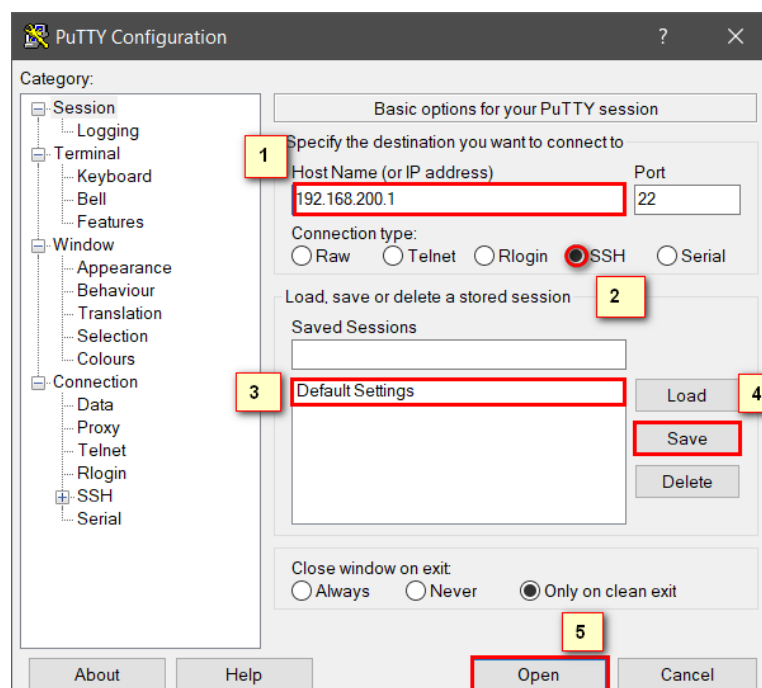 PuTTY Configuration ? ×
Category:
Session
Logging
Terminal
Keyboard
Bell
Features
Window
Appearance
Behaviour
Translation
Selection
Colours
Connection
Data
Proxy
Telnet
Rlogin
SSH
Serial
Basic options for your PuTTY session
1
Specify the destination you want to connect to
Host Name (or IP address) Port
192.168.200.1 22
Connection type:
Raw Telnet Rlogin SSH Serial
2
Load, save or delete a stored session
Saved Sessions
3
Default Settings
Load
4
Save
Delete
Close window on exit:
Always Never Only on clean exit
5
About Help Open Cancel